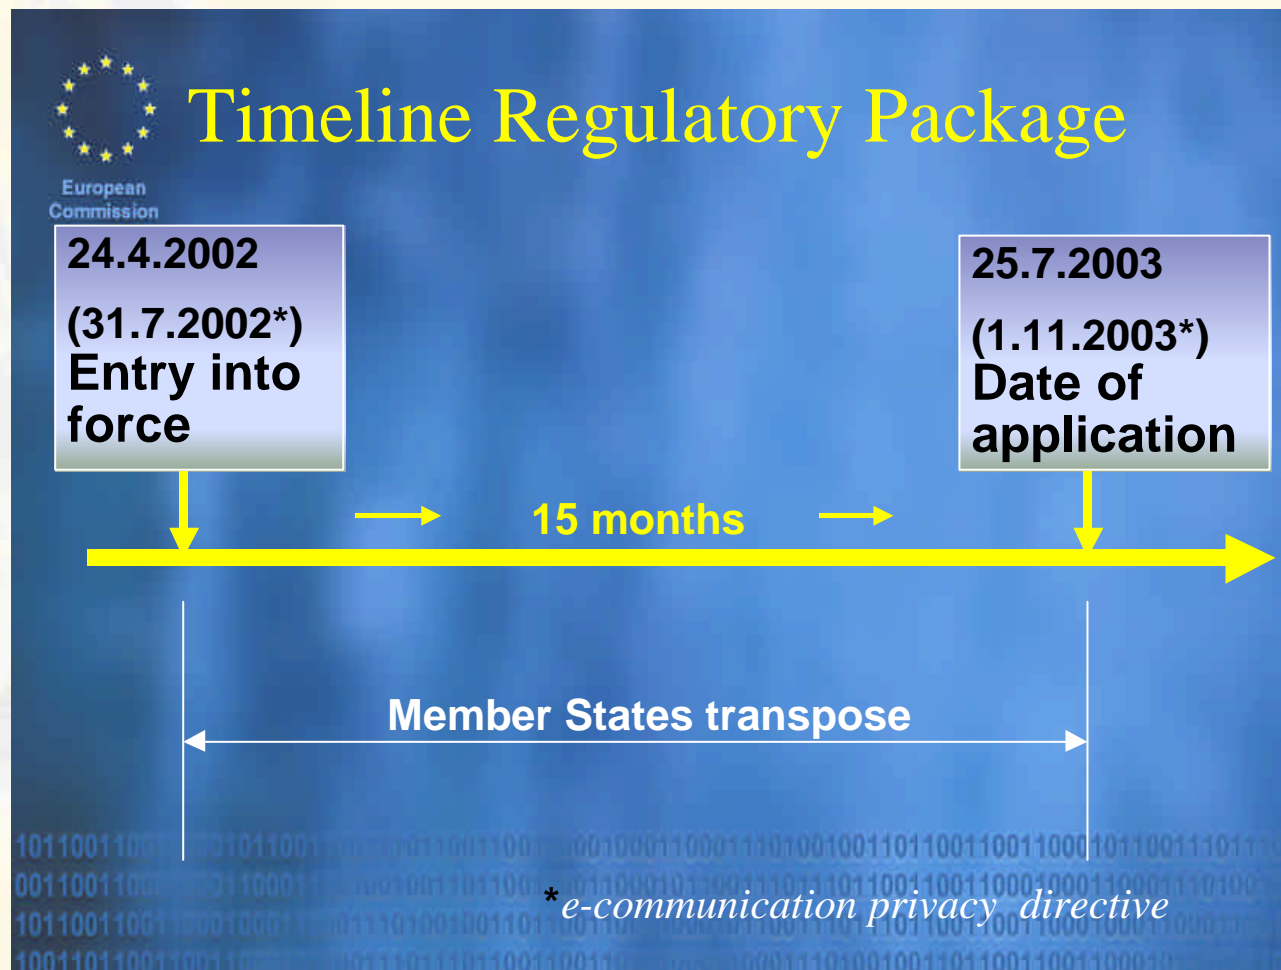 Timeline Regulatory Package
European
Commission
24.4.2002
(31.7.2002*)
Entry into
force
25.7.2003
(1.11.2003*)
Date of
application
15 months
Member States transpose
*e-communication privacy directive